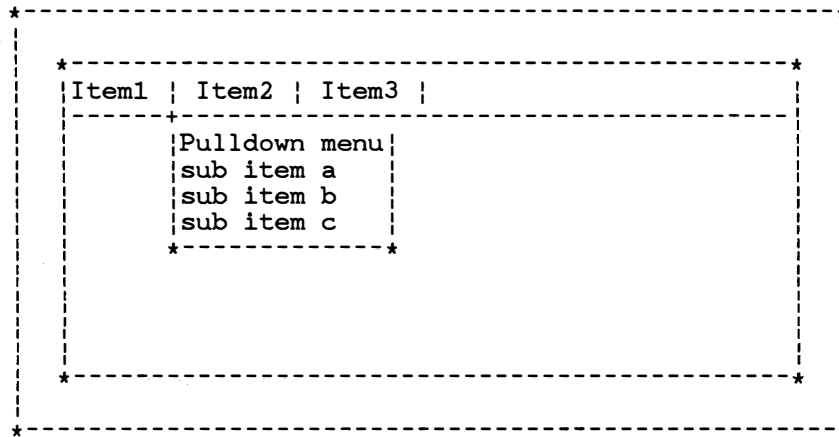 Item1 ¦ Item2 ¦ Item3 ¦
Pulldown menu
sub item a
sub item b
sub item c